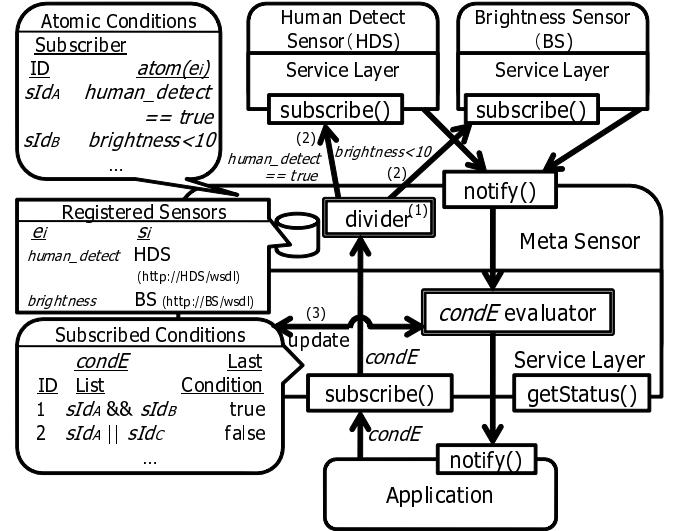 Atomic Conditions
Subscriber
ID atom(ei)
sIdA human_detect
== true
sIdB brightness<10
...
Human Detect
Sensor(HDS)
Service Layer
subscribe()
Brightness Sensor
(BS)
Service Layer
subscribe()
(2)
human_detect
== true
brightness<10
(2)
notify()
divider(1)
Meta Sensor
Registered Sensors
ei si
human_detect HDS
(http://HDS/wsdl)
brightness BS (http://BS/wsdl)
condE evaluator
(3)
update
condE
Subscribed Conditions
condE Last
ID List Condition
1 sIdA && sIdB true
2 sIdA || sIdC false
...
Service Layer
subscribe()
getStatus()
condE
notify()
Application